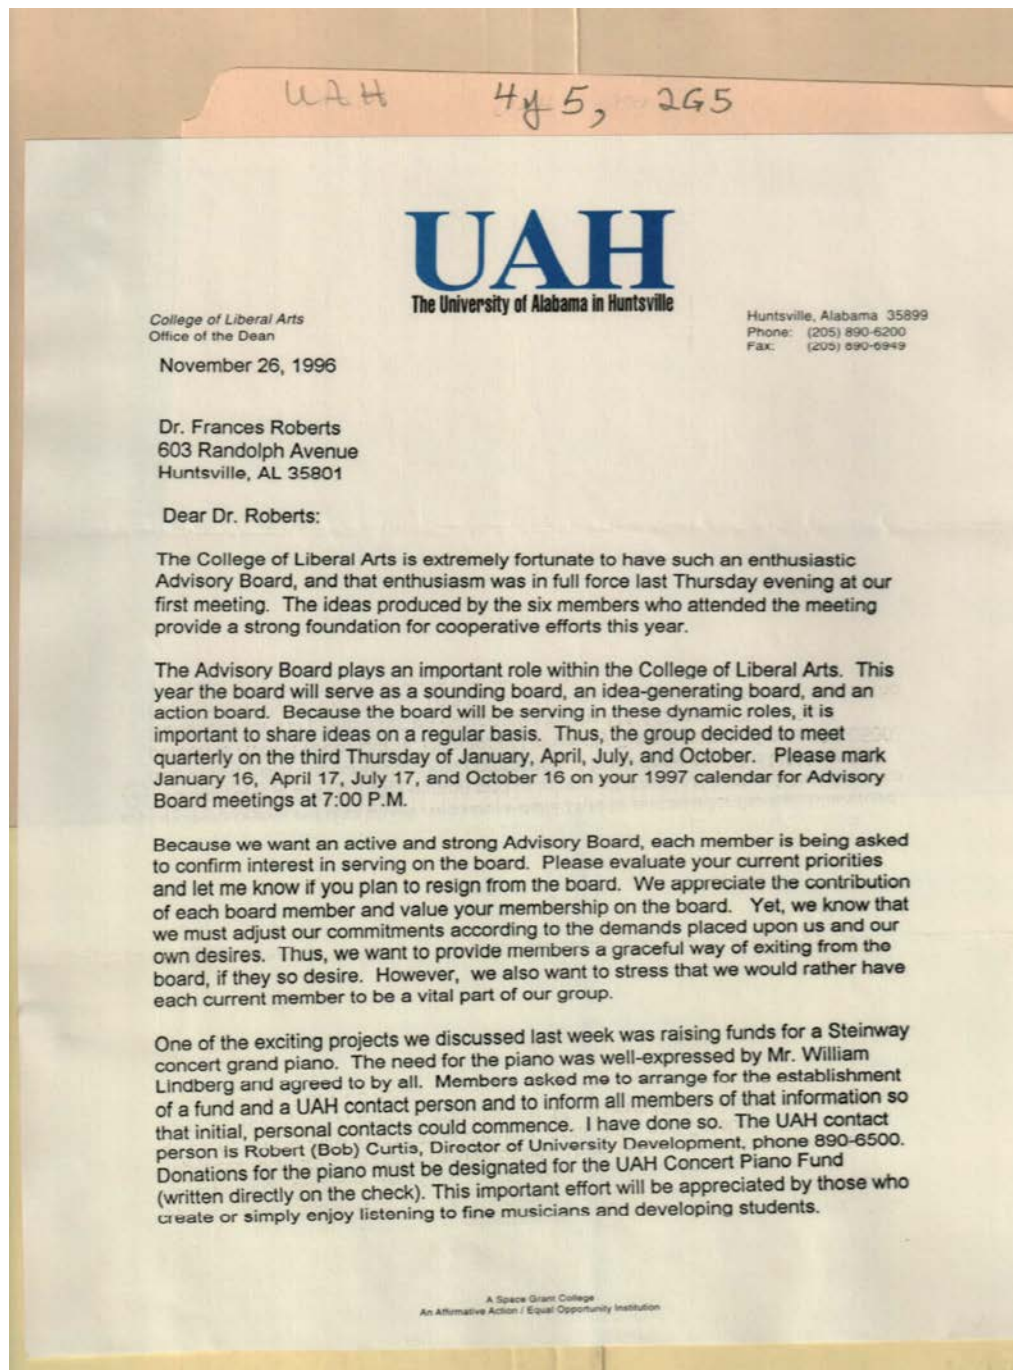 UAH 4y5, 2G5
UAH
The University of Alabama in Huntsville
College of Liberal Arts
Office of the Dean
Huntsville, Alabama 35899
Phone: (205) 890-6200
Fax: (205) 890-6949
November 26, 1996
Dr. Frances Roberts
603 Randolph Avenue
Huntsville, AL 35801
Dear Dr. Roberts:
The College of Liberal Arts is extremely fortunate to have such an enthusiastic
Advisory Board, and that enthusiasm was in full force last Thursday evening at our
first meeting. The ideas produced by the six members who attended the meeting
provide a strong foundation for cooperative efforts this year.
The Advisory Board plays an important role within the College of Liberal Arts. This
year the board will serve as a sounding board, an idea-generating board, and an
action board. Because the board will be serving in these dynamic roles, it is
important to share ideas on a regular basis. Thus, the group decided to meet
quarterly on the third Thursday of January, April, July, and October. Please mark
January 16, April 17, July 17, and October 16 on your 1997 calendar for Advisory
Board meetings at 7:00 P.M.
Because we want an active and strong Advisory Board, each member is being asked
to confirm interest in serving on the board. Please evaluate your current priorities
and let me know if you plan to resign from the board. We appreciate the contribution
of each board member and value your membership on the board. Yet, we know that
we must adjust our commitments according to the demands placed upon us and our
own desires. Thus, we want to provide members a graceful way of exiting from the
board, if they so desire. However, we also want to stress that we would rather have
each current member to be a vital part of our group.
One of the exciting projects we discussed last week was raising funds for a Steinway
concert grand piano. The need for the piano was well-expressed by Mr. William
Lindberg and agreed to by all. Members asked me to arrange for the establishment
of a fund and a UAH contact person and to inform all members of that information so
that initial, personal contacts could commence. I have done so. The UAH contact
person is Robert (Bob) Curtis, Director of University Development, phone 890-6500.
Donations for the piano must be designated for the UAH Concert Piano Fund
(written directly on the check). This important effort will be appreciated by those who
create or simply enjoy listening to fine musicians and developing students.
A Space Grant College
An Affirmative Action / Equal Opportunity Institution